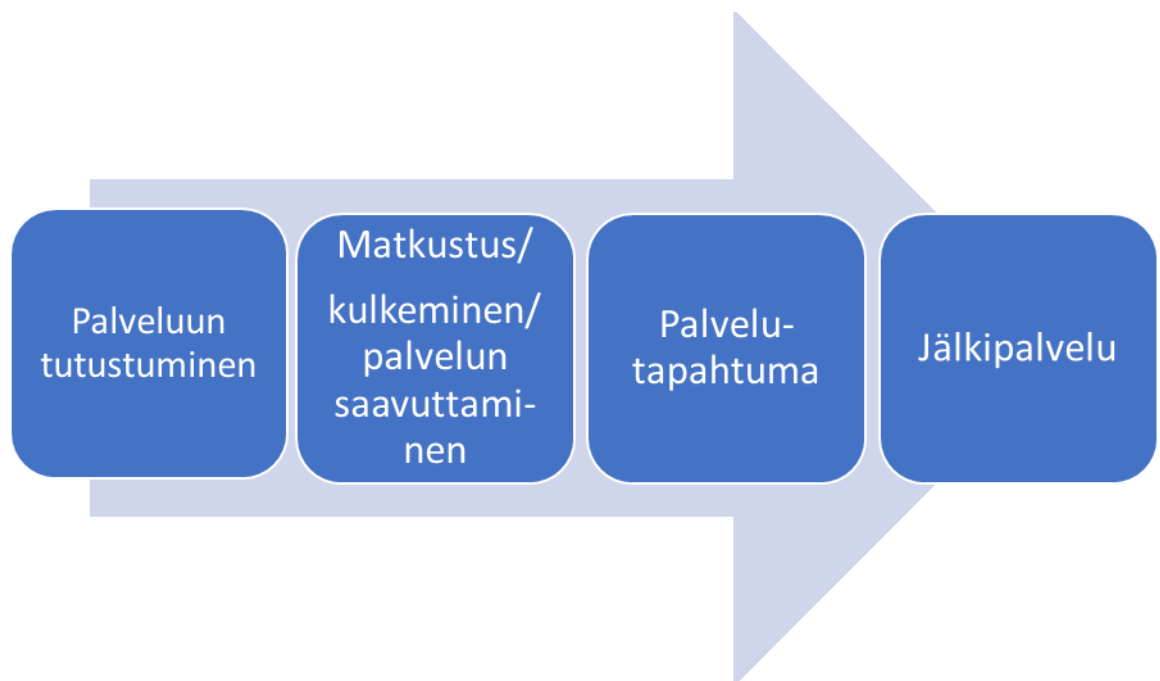 Palveluun
tutustuminen
Matkustus/
kulkeminen/
palvelun
saavuttami-
nen
Palvelu-
tapahtuma
Jälkipalvelu